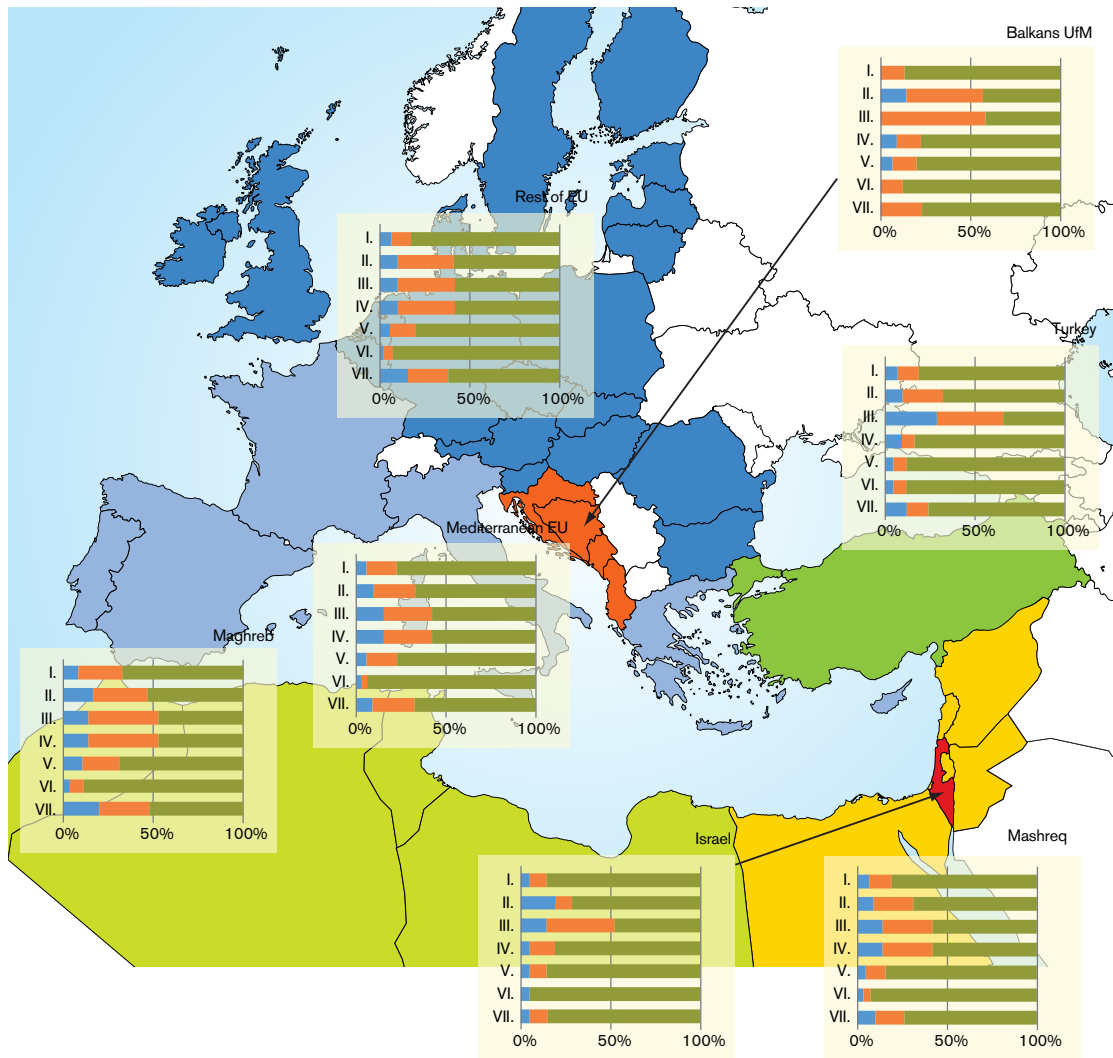 Balkans UfM
I.
II.
III.
IV.
V.
VI.
VII.
0% 50% 100%
Rest of EU
I.
II.
III.
IV.
V.
VI.
VII.
0% 50% 100%
Turkey
I.
II.
III.
IV.
V.
VI.
VII.
0% 50% 100%
Mediterranean EU
I.
II.
III.
IV.
V.
VI.
VII.
0% 50% 100%
Maghreb
I.
II.
III.
IV.
V.
VI.
VII.
0% 50% 100%
Israel
I.
II.
III.
IV.
V.
VI.
VII.
0% 50% 100%
Mashreq
I.
II.
III.
IV.
V.
VI.
VII.
0% 50% 100%